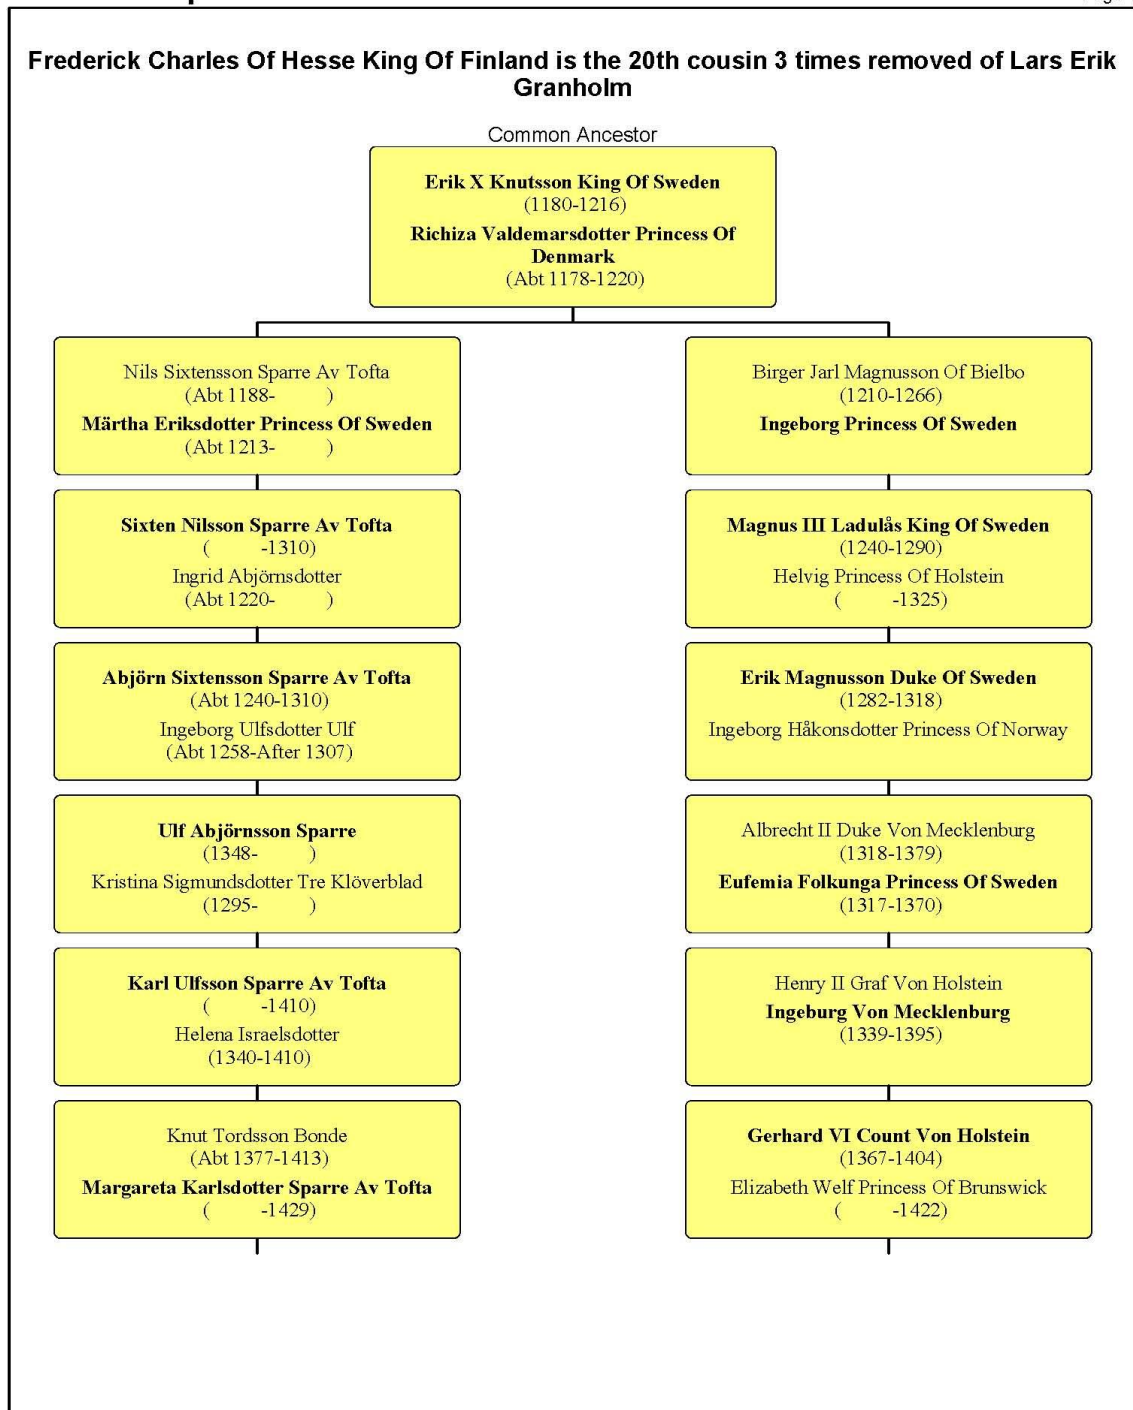 Frederick Charles Of Hesse King Of Finland is the 20th cousin 3 times removed of Lars Erik
Granholm
Common Ancestor
Erik X Knutsson King Of Sweden
(1180-1216)
Richiza Valdemarsdotter Princess Of
Denmark
(Abt 1178-1220)
Nils Sixtensson Sparre Av Tofta
(Abt 1188- )
Märtha Eriksdotter Princess Of Sweden
(Abt 1213- )
Birger Jarl Magnusson Of Bielbo
(1210-1266)
Ingeborg Princess Of Sweden
Sixten Nilsson Sparre Av Tofta
( -1310)
Ingrid Abjörnsdotter
(Abt 1220- )
Magnus III Ladulås King Of Sweden
(1240-1290)
Helvig Princess Of Holstein
( -1325)
Abjörn Sixtensson Sparre Av Tofta
(Abt 1240-1310)
Ingeborg Ulfsdotter Ulf
(Abt 1258-After 1307)
Erik Magnusson Duke Of Sweden
(1282-1318)
Ingeborg Håkonsdotter Princess Of Norway
Ulf Abjörnsson Sparre
(1348- )
Kristina Sigmundsdotter Tre Klöverblad
(1295- )
Albrecht II Duke Von Mecklenburg
(1318-1379)
Eufemia Folkunga Princess Of Sweden
(1317-1370)
Karl Ulfsson Sparre Av Tofta
( -1410)
Helena Israelsdotter
(1340-1410)
Henry II Graf Von Holstein
Ingeburg Von Mecklenburg
(1339-1395)
Knut Tordsson Bonde
(Abt 1377-1413)
Margareta Karlsdotter Sparre Av Tofta
( -1429)
Gerhard VI Count Von Holstein
(1367-1404)
Elizabeth Welf Princess Of Brunswick
( -1422)